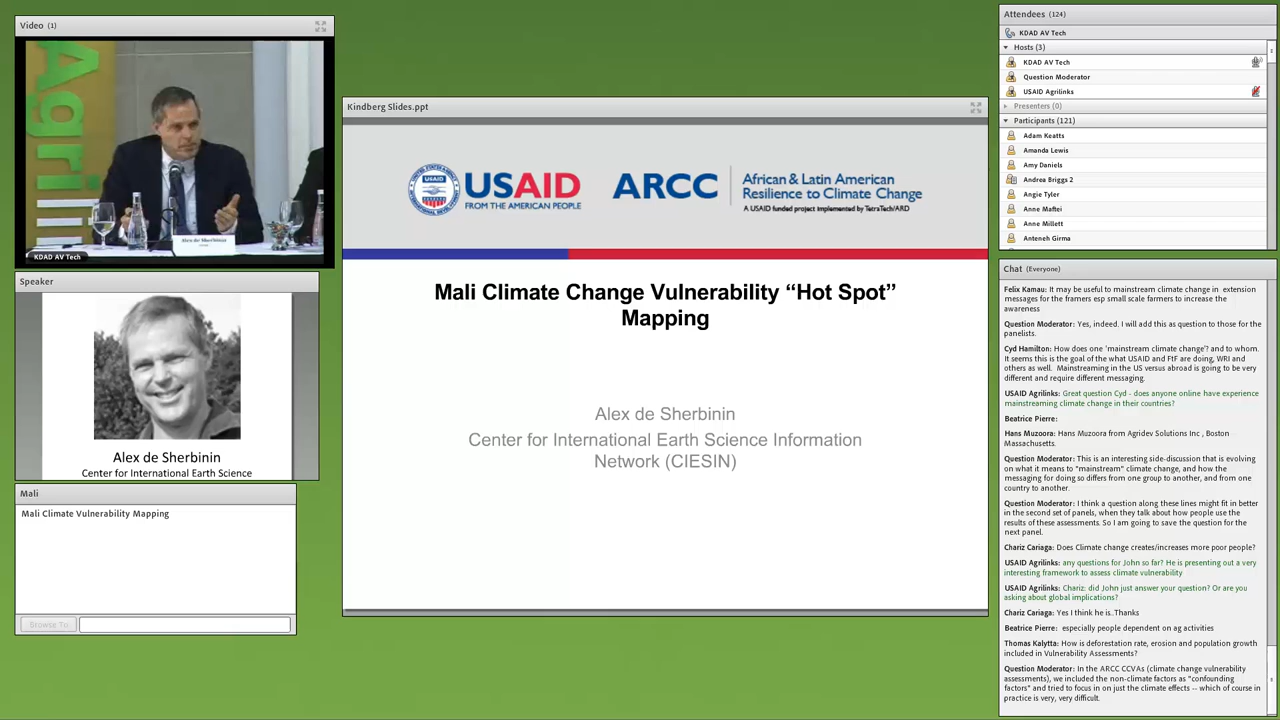 Video (1)
Agri
Alex de Sherbinin
KDAD AV Tech
Speaker
Alex de Sherbinin
Center for International Earth Science
Mali
Mali Climate Vulnerability Mapping
Browse To
Kindberg Slides.ppt
USAID
FROM THE AMERICAN PEOPLE
ARCC
African & Latin American
Resilience to Climate Change
A USAID funded project implemented by TetraTech/ARD
Mali Climate Change Vulnerability “Hot Spot”
Mapping
Alex de Sherbinin
Center for International Earth Science Information
Network (CIESIN)
Attendees (124)
KDAD AV Tech
Hosts (3)
KDAD AV Tech
Question Moderator
USAID Agrilinks
Presenters (0)
Participants (121)
Adam Keatts
Amanda Lewis
Amy Daniels
Andrea Briggs 2
Angie Tyler
Anne Maftei
Anne Millett
Anteneh Girma
Chat (Everyone)
Felix Kamau: It may be useful to mainstream climate change in extension
messages for the framers esp small scale farmers to increase the
awareness
Question Moderator: Yes, indeed. I will add this as question to those for the
panelists.
Cyd Hamilton: How does one 'mainstream climate change'? and to whom.
It seems this is the goal of the what USAID and FtF are doing, WRI and
others as well. Mainstreaming in the US versus abroad is going to be very
different and require different messaging.
USAID Agrilinks: Great question Cyd - does anyone online have experience
mainstreaming climate change in their countries?
Beatrice Pierre:
Hans Muzoora: Hans Muzoora from Agridev Solutions Inc , Boston
Massachusetts.
Question Moderator: This is an interesting side-discussion that is evolving
on what it means to "mainstream" climate change, and how the
messaging for doing so differs from one group to another, and from one
country to another.
Question Moderator: I think a question along these lines might fit in better
in the second set of panels, when they talk about how people use the
results of these assessments. So I am going to save the question for the
next panel.
Chariz Cariaga: Does Climate change creates/increases more poor people?
USAID Agrilinks: any questions for John so far? He is presenting out a very
interesting framework to assess climate vulnerability
USAID Agrilinks: Chariz: did John just answer your question? Or are you
asking about global implications?
Chariz Cariaga: Yes I think he is..Thanks
Beatrice Pierre: especially people dependent on ag activities
Thomas Kalytta: How is deforestation rate, erosion and population growth
included in Vulnerability Assessments?
Question Moderator: In the ARCC CCVAs (climate change vulnerability
assessments), we included the non-climate factors as "confounding
factors" and tried to focus in on just the climate effects -- which of course in
practice is very, very difficult.